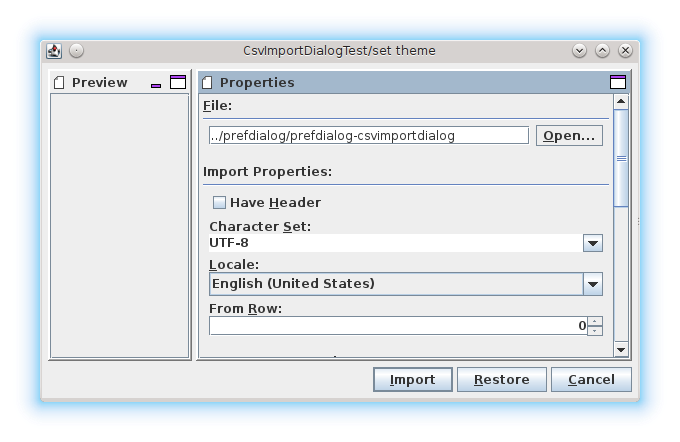 CsvImportDialogTest/set theme
Preview
Properties
File:
../prefdialog/prefdialog-csvimportdialog
Open...
Import Properties:
Have Header
Character Set:
UTF-8
Locale:
English (United States)
From Row:
0
Import
Restore
Cancel